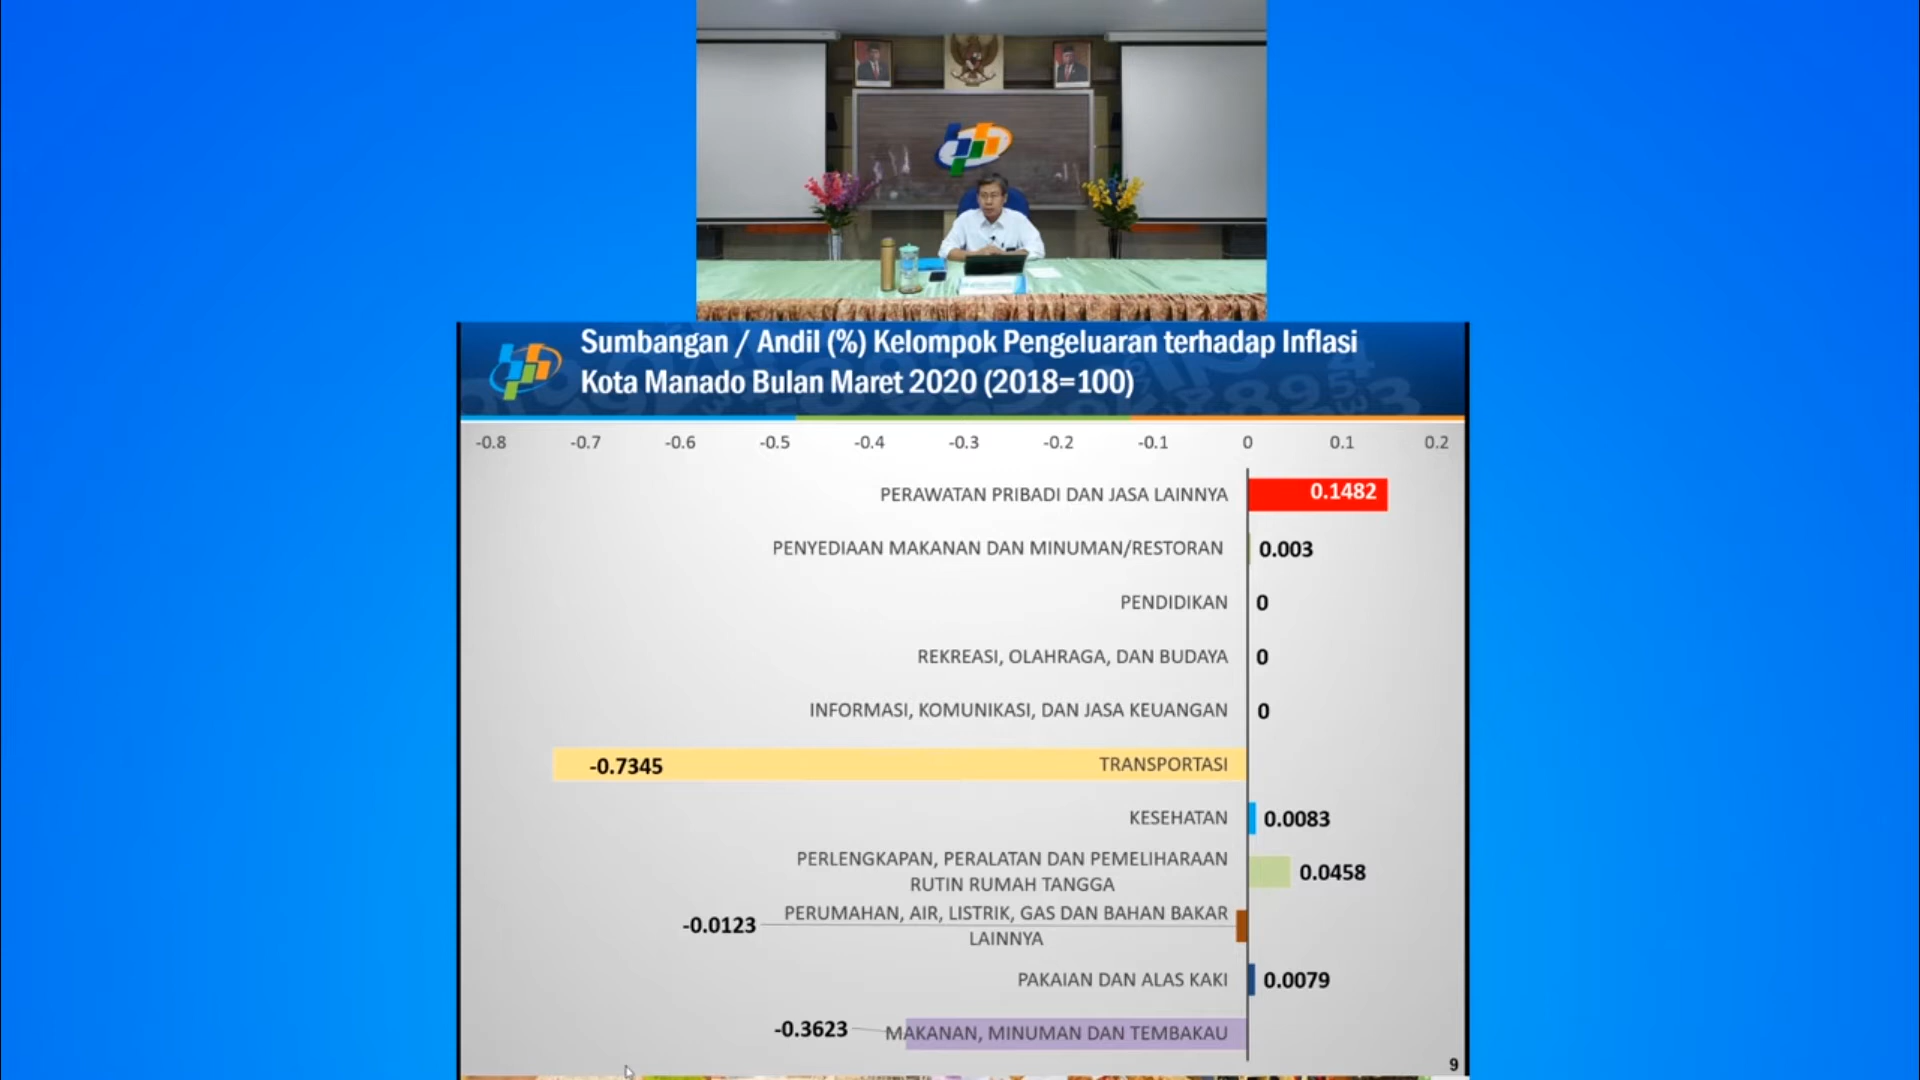 Sumbangan / Andil (%) Kelompok Pengeluaran terhadap Inflasi
Kota Manado Bulan Maret 2020 (2018=100)
-0.8 -0.7 -0.6 -0.5 -0.4 -0.3 -0.2 -0.1 0 0.1 0.2
PERAWATAN PRIBADI DAN JASA LAINNYA 0.1482
PENYEDIAAN MAKANAN DAN MINUMAN/RESTORAN 0.003
PENDIDIKAN 0
REKREASI, OLAHRAGA, DAN BUDAYA 0
INFORMASI, KOMUNIKASI, DAN JASA KEUANGAN 0
-0.7345 TRANSPORTASI
KESEHATAN 0.0083
PERLENGKAPAN, PERALATAN DAN PEMELIHARAAN
RUTIN RUMAH TANGGA
0.0458
-0.0123
PERUMAHAN, AIR, LISTRIK, GAS DAN BAHAN BAKAR
LAINNYA
PAKAIAN DAN ALAS KAKI 0.0079
-0.3623 MAKANAN, MINUMAN DAN TEMBAKAU
9